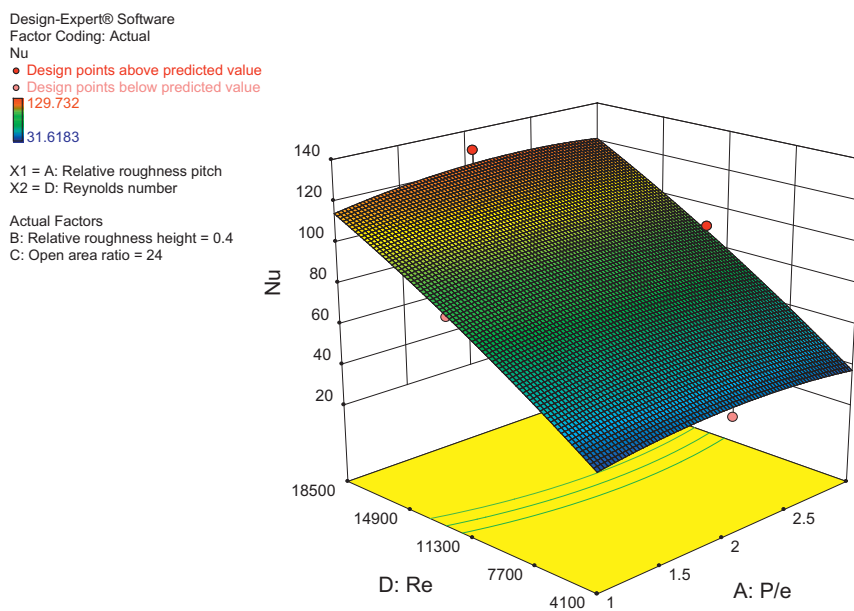 Design-Expert® Software
Factor Coding: Actual
Nu
Design points above predicted value
Design points below predicted value
129.732
31.6183
X1 = A: Relative roughness pitch
X2 = D: Reynolds number
Actual Factors
B: Relative roughness height = 0.4
C: Open area ratio = 24
140
120
100
80
60
40
20
Nu
18500
14900
11300
7700
4100
D: Re
1
1.5
2
2.5
A: P/e